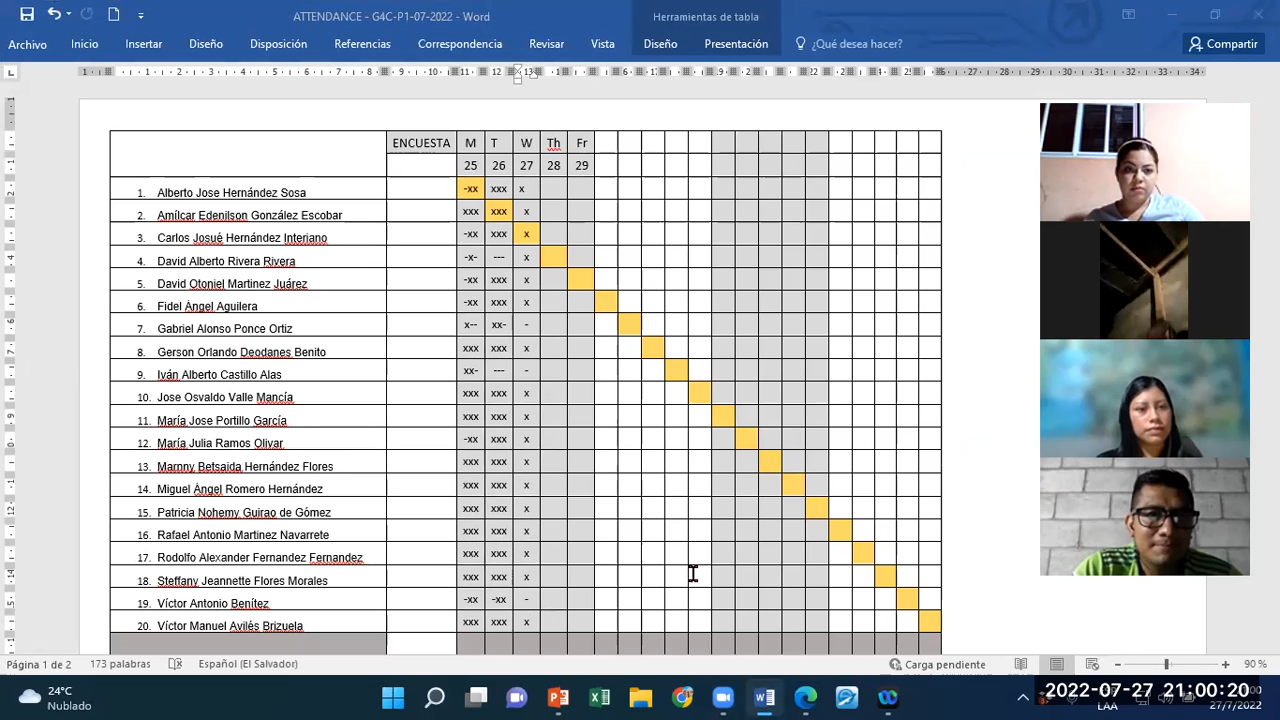 ATTENDANCE - G4C-P1-07-2022 - Word
Herramientas de tabla
Archivo Inicio Insertar Diseño Disposición Referencias Correspondencia Revisar Vista Diseño Presentación ¿Qué desea hacer? Compartir
ENCUESTA M T W Th Fr
25 26 27 28 29
1. Alberto Jose Hernández Sosa -xx xxx x
2. Amílcar Edenilson González Escobar xxx xxx x
3. Carlos Josué Hernández Interiano -xx xxx x
4. David Alberto Rivera Rivera -x- --- x
5. David Otoniel Martinez Juárez -xx xxx x
6. Fidel Ángel Aguilera -xx xxx x
7. Gabriel Alonso Ponce Ortiz x-- xx- -
8. Gerson Orlando Deodanes Benito xxx xxx x
9. Iván Alberto Castillo Alas xx- --- -
10. Jose Osvaldo Valle Mancía xxx xxx x
11. María Jose Portillo García xxx xxx x
12. María Julia Ramos Olivar -xx xxx x
13. Marnny Betsaida Hernández Flores xxx xxx x
14. Miguel Ángel Romero Hernández xxx xxx x
15. Patricia Nohemy Guirao de Gómez xxx xxx x
16. Rafael Antonio Martinez Navarrete xxx xxx x
17. Rodolfo Alexander Fernandez Fernandez xxx xxx x
18. Steffany Jeannette Flores Morales xxx xxx x
19. Víctor Antonio Benítez -xx -xx -
20. Víctor Manuel Avilés Brizuela xxx xxx x
Página 1 de 2 173 palabras Español (El Salvador) Carga pendiente 90 %
24°C
Nublado
2022-07-27 21:00:20
LAA 27/7/2022